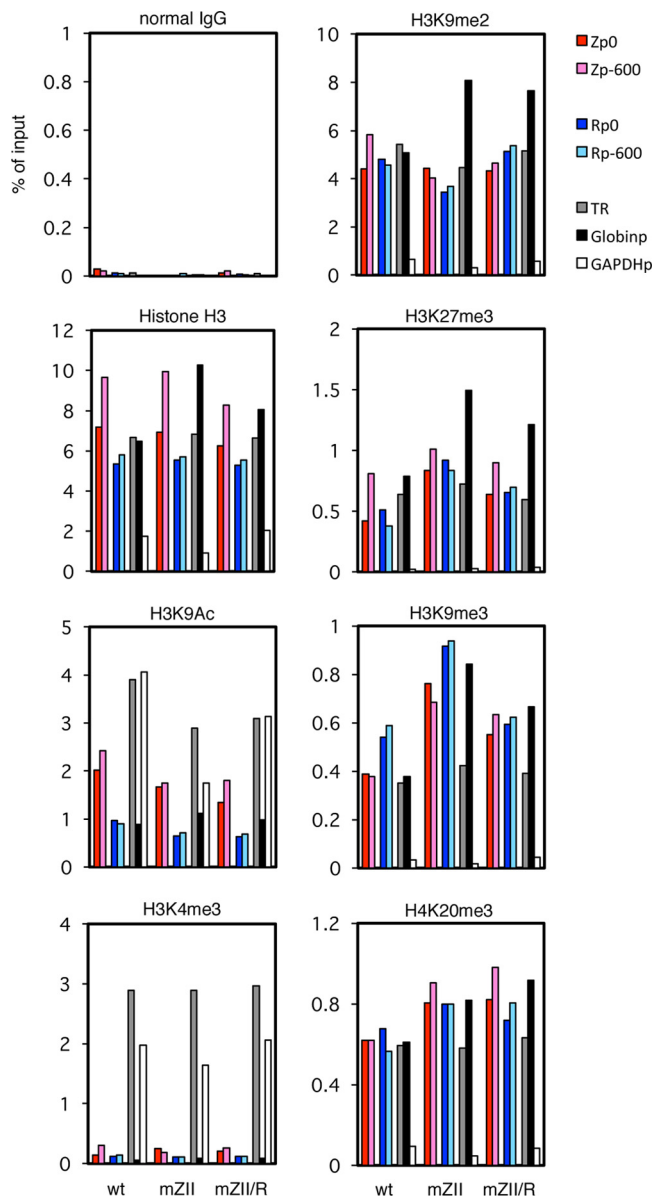 normal IgG
% of input
1
0.8
0.6
0.4
0.2
0
H3K9me2
10
8
6
4
2
0
Zp0
Zp-600
Rp0
Rp-600
TR
Globinp
GAPDHp
Histone H3
12
10
8
6
4
2
0
H3K27me3
2
1.5
1
0.5
0
H3K9Ac
5
4
3
2
1
0
H3K9me3
1
0.8
0.6
0.4
0.2
0
H3K4me3
4
3
2
1
0
wt mZII mZII/R
H4K20me3
1.2
0.8
0.4
0
wt mZII mZII/R